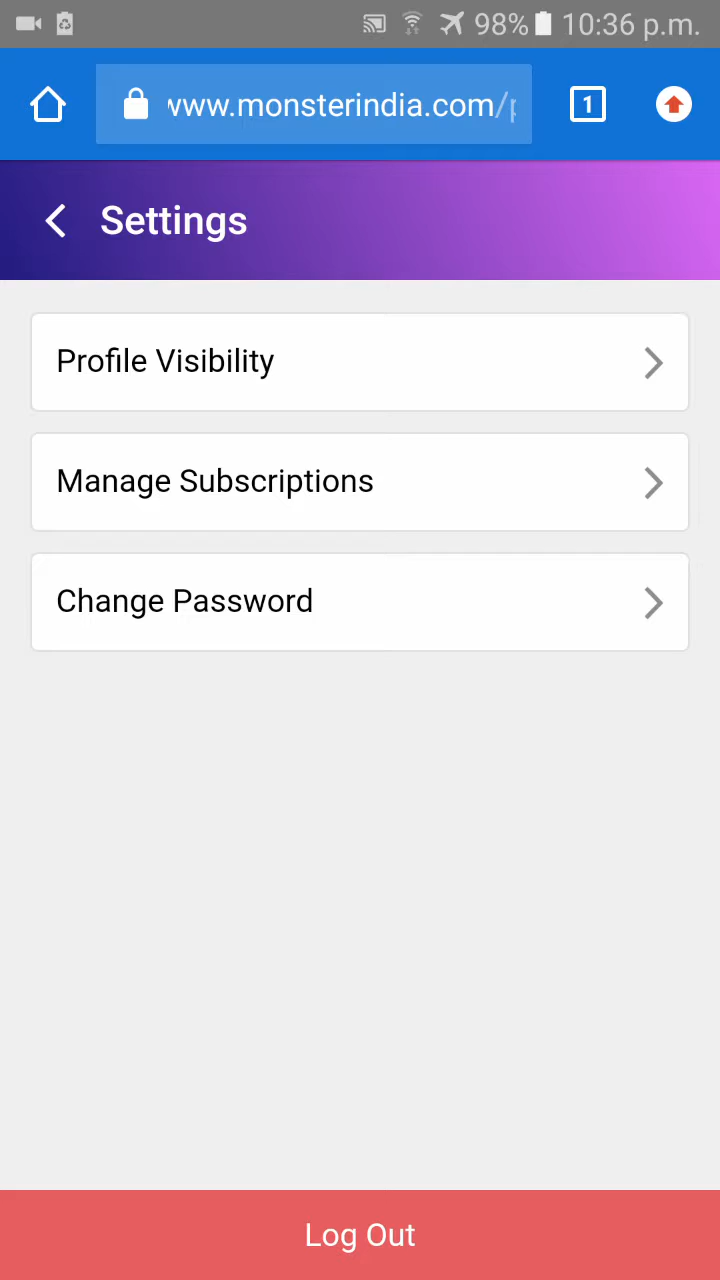 98% 10:36 p.m.
www.monsterindia.com/p
1
Settings
Profile Visibility
Manage Subscriptions
Change Password
Log Out